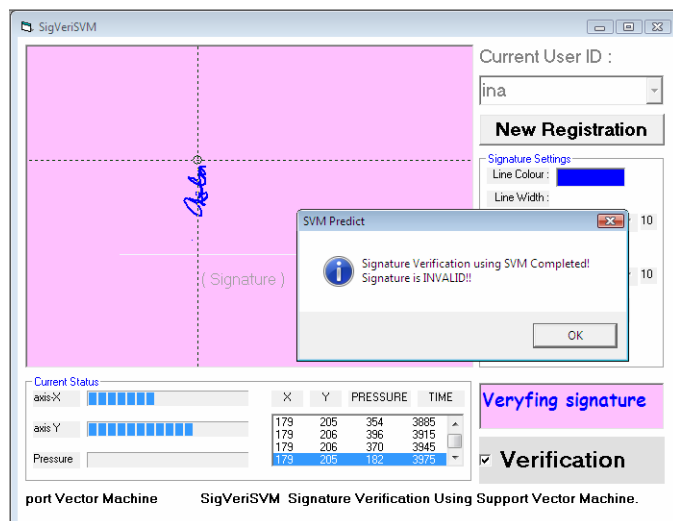 SigVeriSVM
Current User ID :
ina
New Registration
Signature Settings
Line Colour :
Line Width :
10
10
( Signature )
SVM Predict
Signature Verification using SVM Completed!
Signature is INVALID!!
OK
Current Status
axis-X
axis Y
Pressure
X Y PRESSURE TIME
179 205 354 3885
179 206 396 3915
179 206 370 3945
179 205 182 3975
Veryfing signature
Verification
port Vector Machine SigVeriSVM Signature Verification Using Support Vector Machine.